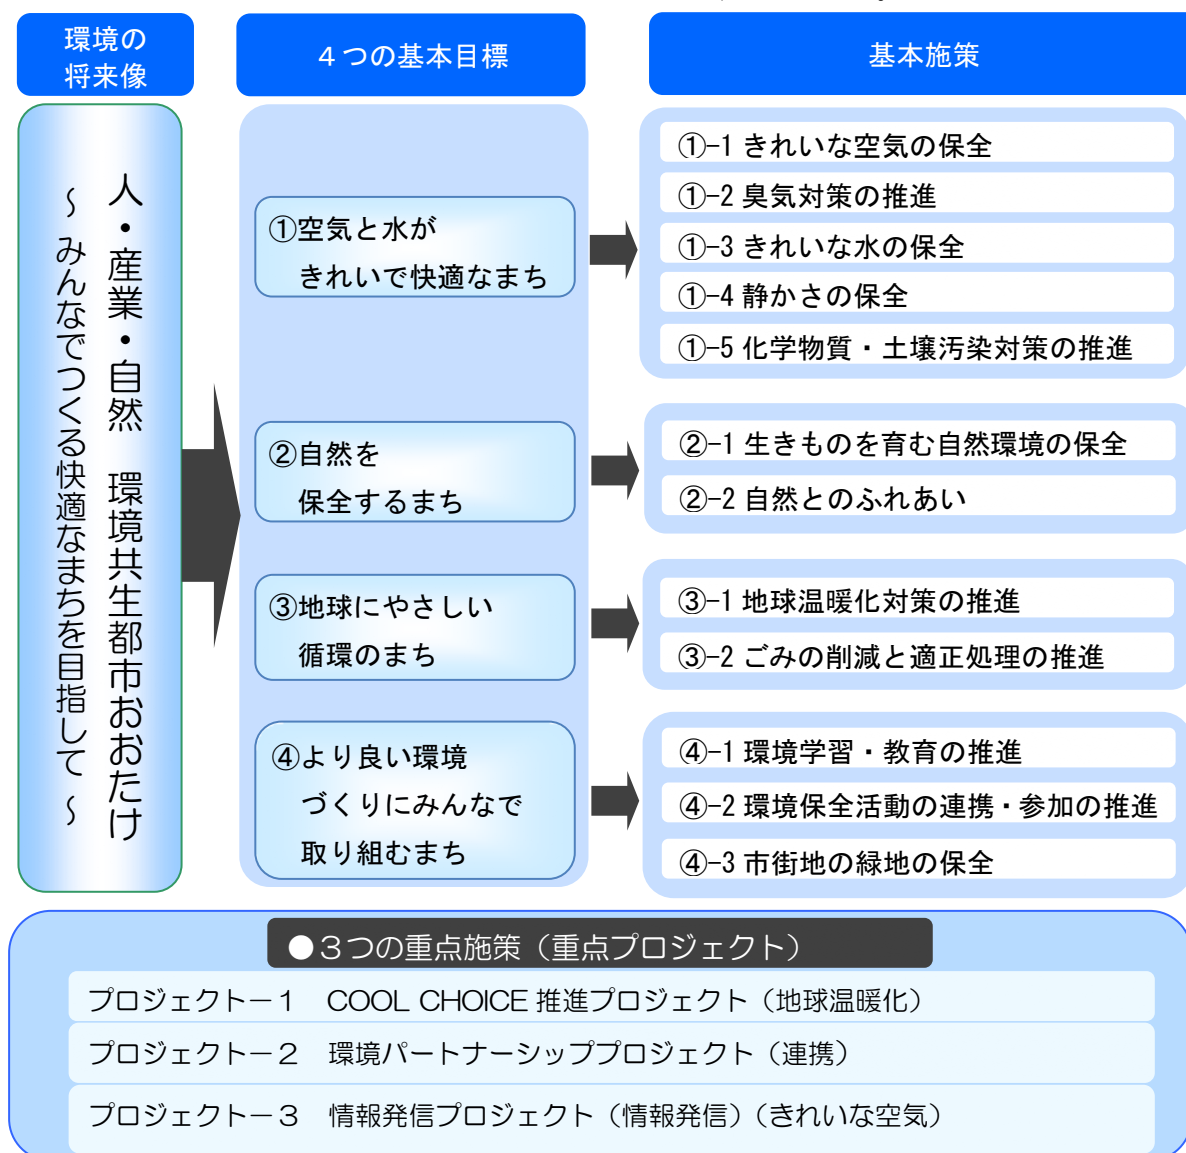 環境の
将来像
４つの基本目標
基本施策
人・産業・自然　環境共生都市おおたけ
～みんなでつくる快適なまちを目指して～
①空気と水が
きれいで快適なまち
①-1 きれいな空気の保全
①-2 臭気対策の推進
①-3 きれいな水の保全
①-4 静かさの保全
①-5 化学物質・土壌汚染対策の推進
②自然を
保全するまち
②-1 生きものを育む自然環境の保全
②-2 自然とのふれあい
③地球にやさしい
循環のまち
③-1 地球温暖化対策の推進
③-2 ごみの削減と適正処理の推進
④より良い環境
づくりにみんなで
取り組むまち
④-1 環境学習・教育の推進
④-2 環境保全活動の連携・参加の推進
④-3 市街地の緑地の保全
●３つの重点施策（重点プロジェクト）
プロジェクト－１　COOL CHOICE 推進プロジェクト（地球温暖化）
プロジェクト－２　環境パートナーシッププロジェクト（連携）
プロジェクト－３　情報発信プロジェクト（情報発信）（きれいな空気）